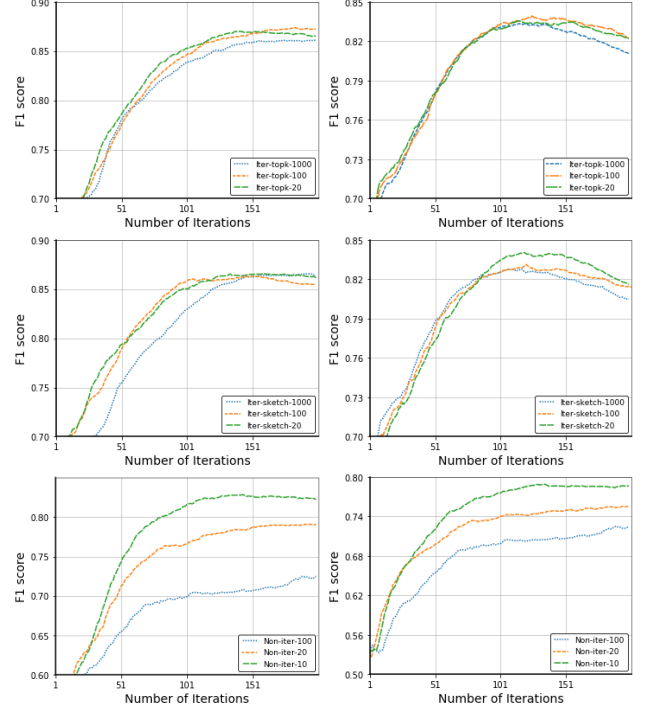 0.90
0.85
0.80
0.75
0.70
F1 score
1
51
101
151
Number of Iterations
Iter-topk-1000
Iter-topk-100
Iter-topk-20
0.85
0.82
0.79
0.76
0.73
0.70
F1 score
1
51
101
151
Number of Iterations
Iter-topk-1000
Iter-topk-100
Iter-topk-20
0.90
0.85
0.80
0.75
0.70
F1 score
1
51
101
151
Number of Iterations
Iter-sketch-1000
Iter-sketch-100
Iter-sketch-20
0.85
0.82
0.79
0.76
0.73
0.70
F1 score
1
51
101
151
Number of Iterations
Iter-sketch-1000
Iter-sketch-100
Iter-sketch-20
0.80
0.75
0.70
0.65
0.60
F1 score
1
51
101
151
Number of Iterations
Non-iter-100
Non-iter-20
Non-iter-10
0.80
0.74
0.68
0.62
0.56
0.50
F1 score
1
51
101
151
Number of Iterations
Non-iter-100
Non-iter-20
Non-iter-10